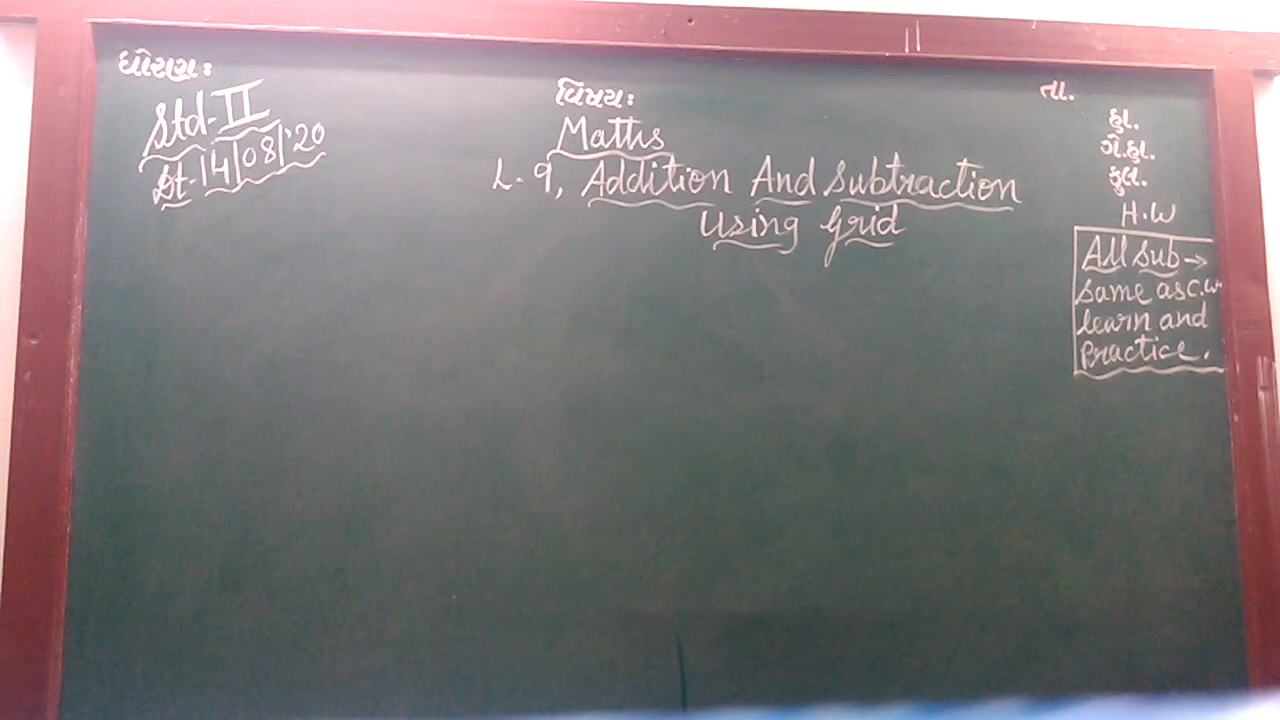 ધોરણ:
Std-II
Dt-14/08/'20
વિષય:
Maths
L-9, Addition And Subtraction
Using Grid
તા.
હા.
ગે.હા.
કુલ.
H.W
All Sub→
Same as C.W
learn and
Practice.